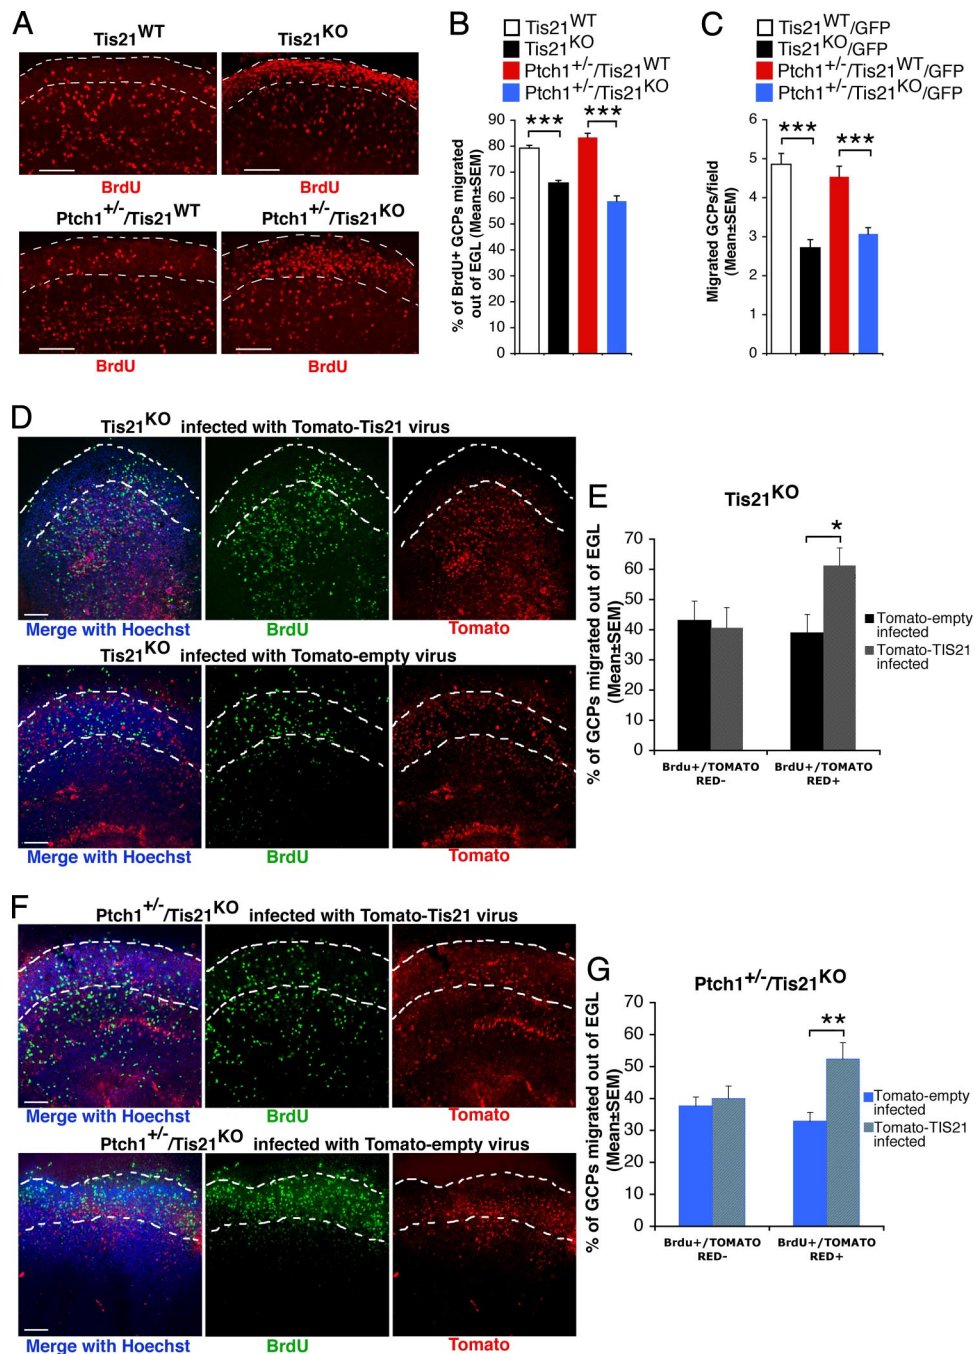 A
Tis21WT
Tis21KO
BrdU
BrdU
Ptch1+/-/Tis21WT
Ptch1+/-/Tis21KO
BrdU
BrdU
B
Tis21WT
Tis21KO
Ptch1+/-/Tis21WT
Ptch1+/-/Tis21KO
% of BrdU+ GCPs migrated
out of EGL (Mean±SEM)
90
80
70
60
50
40
30
20
10
0
***
***
C
Tis21WT/GFP
Tis21KO/GFP
Ptch1+/-/Tis21WT/GFP
Ptch1+/-/Tis21KO/GFP
Migrated GCPs/field
(Mean±SEM)
6
5
4
3
2
1
0
***
***
D
Tis21KO infected with Tomato-Tis21 virus
Merge with Hoechst
BrdU
Tomato
Tis21KO infected with Tomato-empty virus
Merge with Hoechst
BrdU
Tomato
E
Tis21KO
% of GCPs migrated out of EGL
(Mean±SEM)
70
60
50
40
30
20
10
0
*
Brdu+/TOMATO
RED-
BrdU+/TOMATO
RED+
Tomato-empty
infected
Tomato-TIS21
infected
F
Ptch1+/-/Tis21KO infected with Tomato-Tis21 virus
Merge with Hoechst
BrdU
Tomato
Ptch1+/-/Tis21KO infected with Tomato-empty virus
Merge with Hoechst
BrdU
Tomato
G
Ptch1+/-/Tis21KO
% of GCPs migrated out of EGL
(Mean±SEM)
70
60
50
40
30
20
10
0
**
Brdu+/TOMATO
RED-
BrdU+/TOMATO
RED+
Tomato-empty
infected
Tomato-TIS21
infected